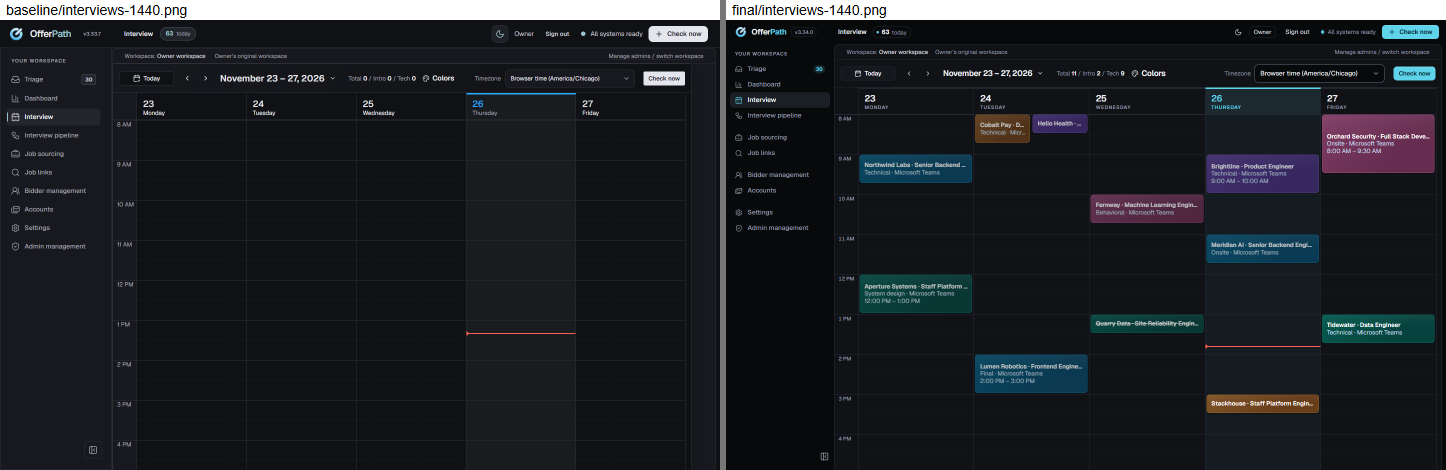 baseline/interviews-1440.png
OfferPath v3.33.7 Interview 63 today Owner Sign out All systems ready Check now
Workspace: Owner workspace Owner's original workspace Manage admins / switch workspace
YOUR WORKSPACE
Triage 30
Dashboard
Interview
Interview pipeline
Job sourcing
Job links
Bidder management
Accounts
Settings
Admin management
Today November 23 – 27, 2026 Total 0 / Intro 0 / Tech 0 Colors Timezone Browser time (America/Chicago) Check now
23 24 25 26 27
Monday Tuesday Wednesday Thursday Friday
8 AM
9 AM
10 AM
11 AM
12 PM
1 PM
2 PM
3 PM
4 PM
final/interviews-1440.png
OfferPath v3.34.0 Interview 63 today Owner Sign out All systems ready Check now
Workspace: Owner workspace Owner's original workspace Manage admins / switch workspace
YOUR WORKSPACE
Triage 30
Dashboard
Interview
Interview pipeline
Job sourcing
Job links
Bidder management
Accounts
Settings
Admin management
Today November 23 – 27, 2026 Total 11 / Intro 2 / Tech 9 Colors Timezone Browser time (America/Chicago) Check now
23 24 25 26 27
MONDAY TUESDAY WEDNESDAY THURSDAY FRIDAY
8 AM
Cobalt Pay · D...
Technical · Micr...
Hello Health · ...
Orchard Security · Full Stack Deve...
Onsite · Microsoft Teams
8:00 AM – 9:30 AM
9 AM
Northwind Labs · Senior Backend ...
Technical · Microsoft Teams
Brightline · Product Engineer
Technical · Microsoft Teams
9:00 AM – 10:00 AM
10 AM
Fernway · Machine Learning Engin...
Behavioral · Microsoft Teams
11 AM
Meridian AI · Senior Backend Engi...
Onsite · Microsoft Teams
12 PM
Aperture Systems · Staff Platform ...
System design · Microsoft Teams
12:00 PM – 1:00 PM
1 PM
Quarry Data · Site Reliability Engin...
Tidewater · Data Engineer
Technical · Microsoft Teams
2 PM
Lumen Robotics · Frontend Engine...
Final · Microsoft Teams
2:00 PM – 3:00 PM
3 PM
Stackhouse · Staff Platform Engin...
4 PM